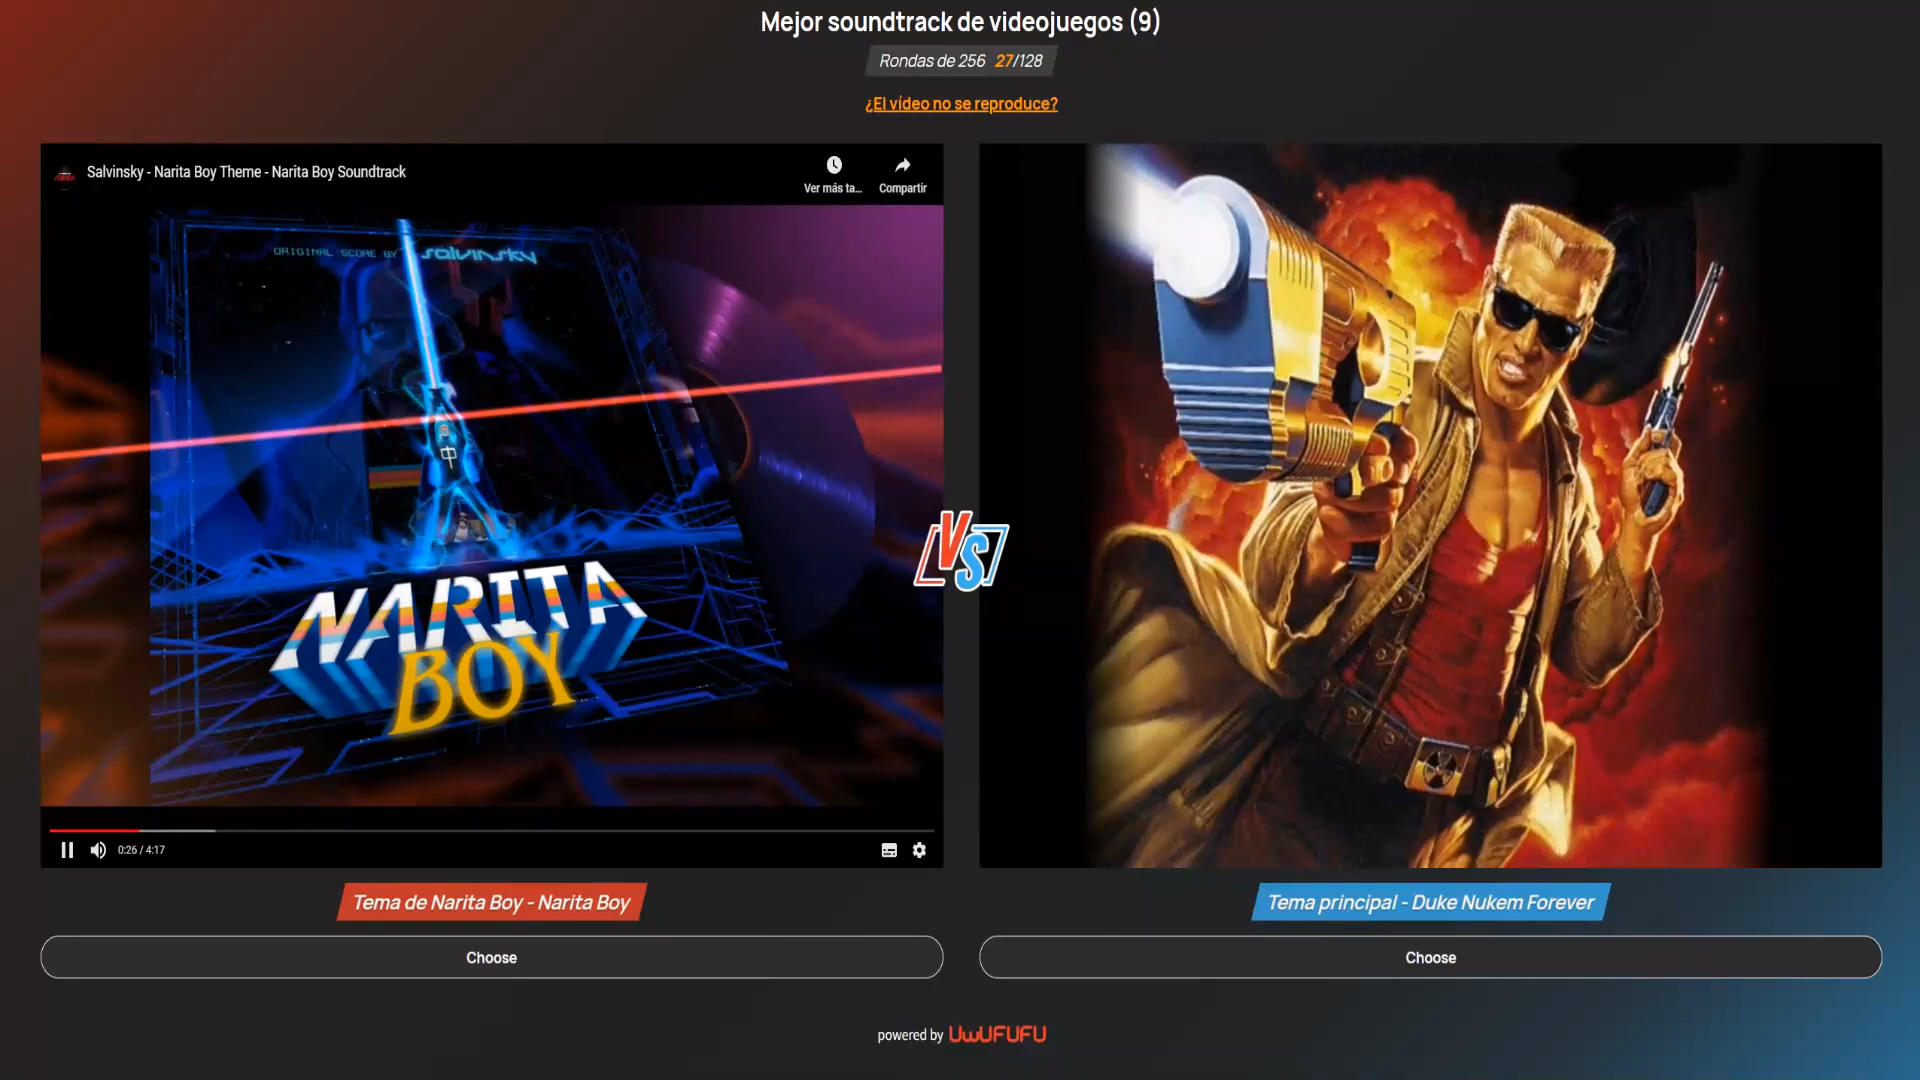 Mejor soundtrack de videojuegos (9)
Rondas de 256 27/128
¿El vídeo no se reproduce?
Salvinsky - Narita Boy Theme - Narita Boy Soundtrack
Ver más ta...
Compartir
ORIGINAL SCORE BY salvinsky
中
NARITA
BOY
VS
0:26 / 4:17
Tema de Narita Boy - Narita Boy
Tema principal - Duke Nukem Forever
Choose
Choose
powered by UwUFUFU